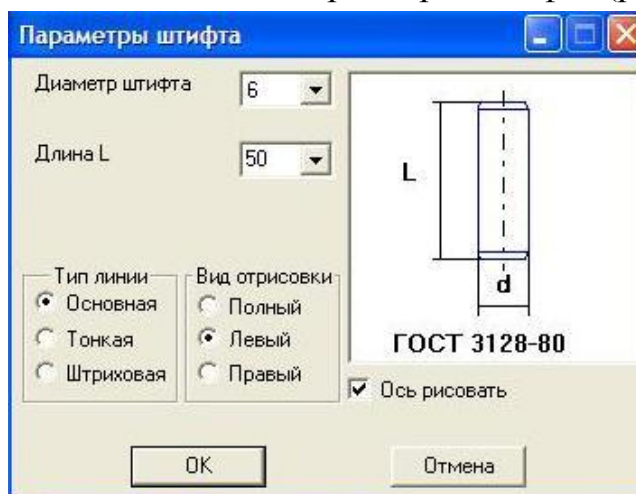 Параметры штифта
Диаметр штифта 6
Длина L 50
L
d
ГОСТ 3128-80
Тип линии
Основная
Тонкая
Штриховая
Вид отрисовки
Полный
Левый
Правый
Ось рисовать
OK
Отмена